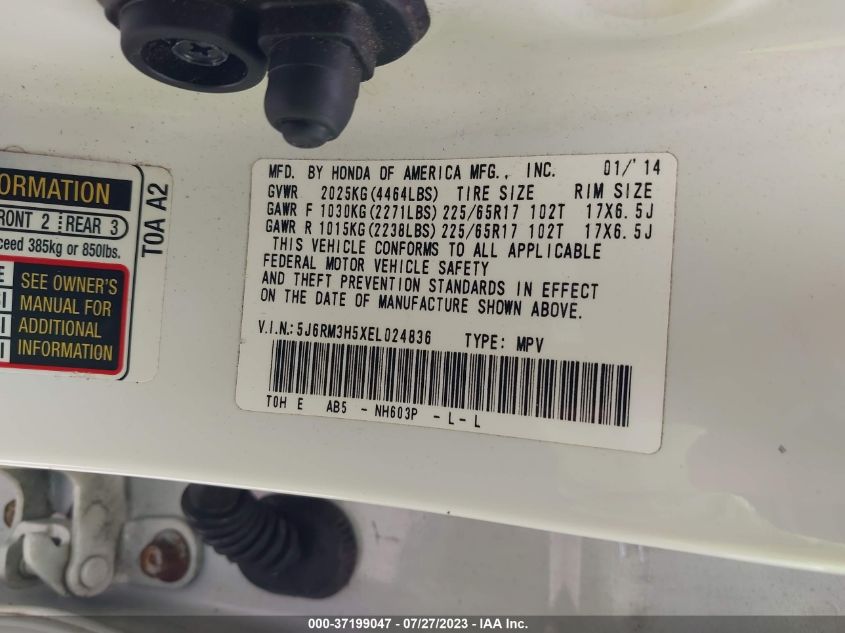 ORMATION
RONT 2 REAR 3
ceed 385kg or 850lbs.
SEE OWNER'S
MANUAL FOR
ADDITIONAL
INFORMATION
T0A A2
MFD. BY HONDA OF AMERICA MFG., INC. 01/'14
GVWR 2025KG(4464LBS) TIRE SIZE RIM SIZE
GAWR F 1030KG(2271LBS) 225/65R17 102T 17X6.5J
GAWR R 1015KG(2238LBS) 225/65R17 102T 17X6.5J
THIS VEHICLE CONFORMS TO ALL APPLICABLE
FEDERAL MOTOR VEHICLE SAFETY
AND THEFT PREVENTION STANDARDS IN EFFECT
ON THE DATE OF MANUFACTURE SHOWN ABOVE.
V.I.N.: 5J6RM3H5XEL024836 TYPE: MPV
T0H E AB5 - NH603P - L - L
000-37199047 - 07/27/2023 - IAA Inc.